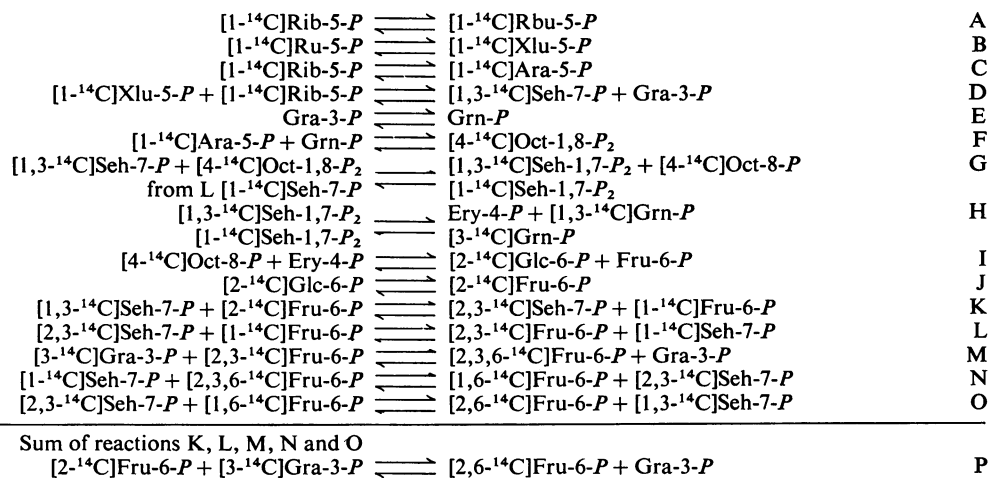 [1-¹⁴C]Rib-5-P ⇌ [1-¹⁴C]Rbu-5-P A
[1-¹⁴C]Ru-5-P ⇌ [1-¹⁴C]Xlu-5-P B
[1-¹⁴C]Rib-5-P ⇌ [1-¹⁴C]Ara-5-P C
[1-¹⁴C]Xlu-5-P + [1-¹⁴C]Rib-5-P ⇌ [1,3-¹⁴C]Seh-7-P + Gra-3-P D
Gra-3-P ⇌ Grn-P E
[1-¹⁴C]Ara-5-P + Grn-P ⇌ [4-¹⁴C]Oct-1,8-P₂ F
[1,3-¹⁴C]Seh-7-P + [4-¹⁴C]Oct-1,8-P₂ ⇌ [1,3-¹⁴C]Seh-1,7-P₂ + [4-¹⁴C]Oct-8-P G
from L [1-¹⁴C]Seh-7-P [1-¹⁴C]Seh-1,7-P₂
[1,3-¹⁴C]Seh-1,7-P₂ ⇌ Ery-4-P + [1,3-¹⁴C]Grn-P H
[1-¹⁴C]Seh-1,7-P₂ [3-¹⁴C]Grn-P
[4-¹⁴C]Oct-8-P + Ery-4-P ⇌ [2-¹⁴C]Glc-6-P + Fru-6-P I
[2-¹⁴C]Glc-6-P ⇌ [2-¹⁴C]Fru-6-P J
[1,3-¹⁴C]Seh-7-P + [2-¹⁴C]Fru-6-P ⇌ [2,3-¹⁴C]Seh-7-P + [1-¹⁴C]Fru-6-P K
[2,3-¹⁴C]Seh-7-P + [1-¹⁴C]Fru-6-P ⇌ [2,3-¹⁴C]Fru-6-P + [1-¹⁴C]Seh-7-P L
[3-¹⁴C]Gra-3-P + [2,3-¹⁴C]Fru-6-P ⇌ [2,3,6-¹⁴C]Fru-6-P + Gra-3-P M
[1-¹⁴C]Seh-7-P + [2,3,6-¹⁴C]Fru-6-P ⇌ [1,6-¹⁴C]Fru-6-P + [2,3-¹⁴C]Seh-7-P N
[2,3-¹⁴C]Seh-7-P + [1,6-¹⁴C]Fru-6-P ⇌ [2,6-¹⁴C]Fru-6-P + [1,3-¹⁴C]Seh-7-P O
Sum of reactions K, L, M, N and O
[2-¹⁴C]Fru-6-P + [3-¹⁴C]Gra-3-P ⇌ [2,6-¹⁴C]Fru-6-P + Gra-3-P P